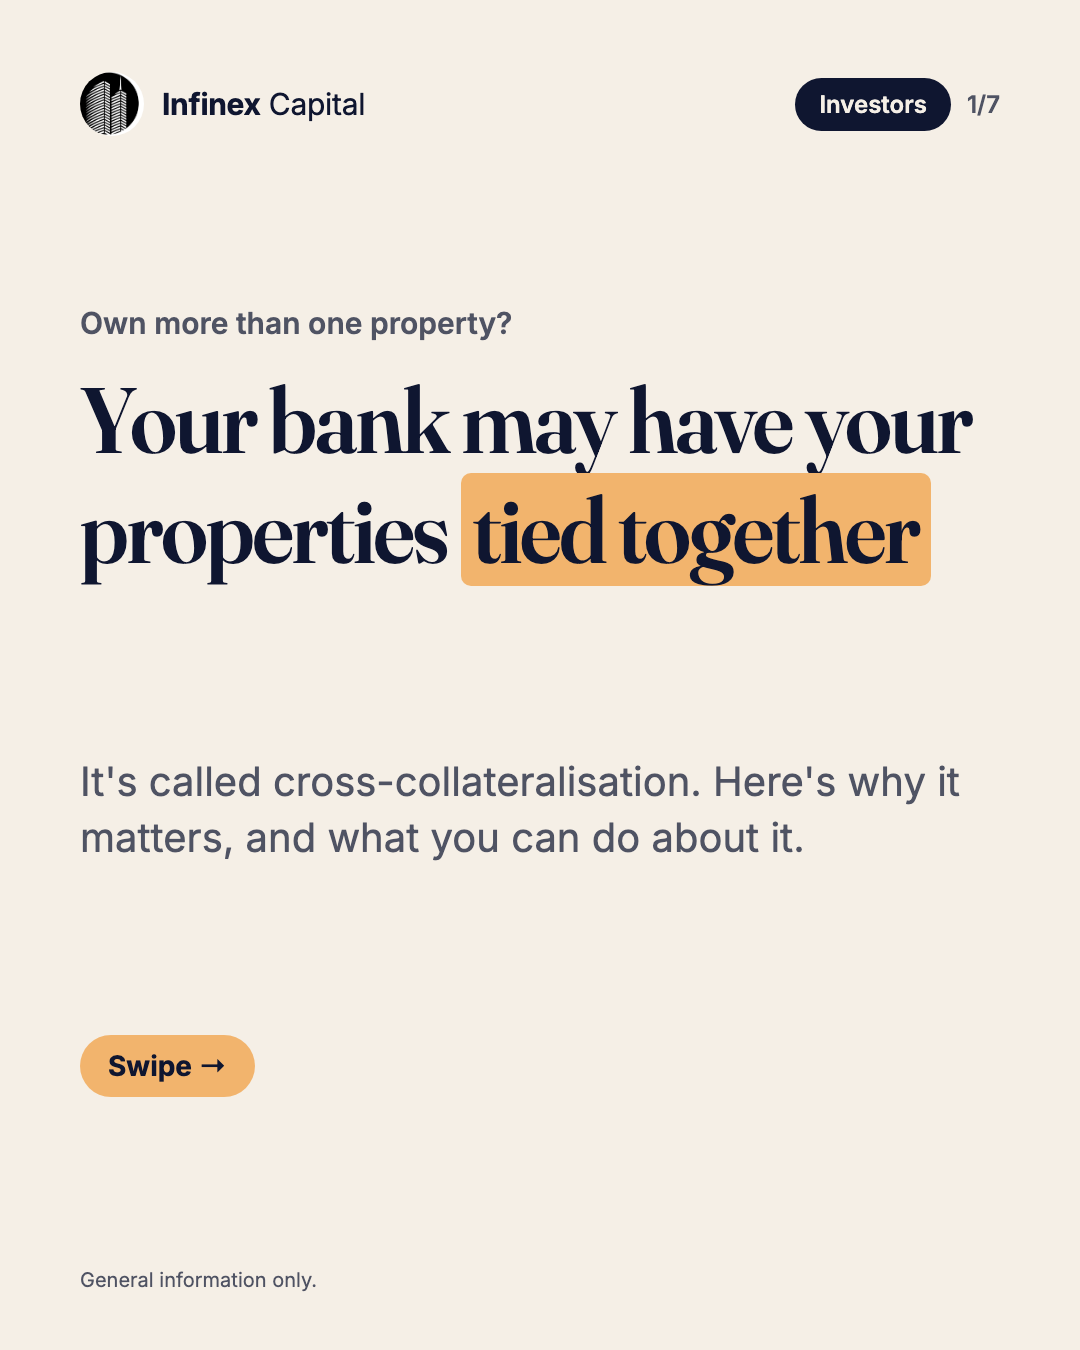 Infinex Capital
Investors 1/7
Own more than one property?
Your bank may have your
properties tied together
It's called cross-collateralisation. Here's why it
matters, and what you can do about it.
Swipe →
General information only.